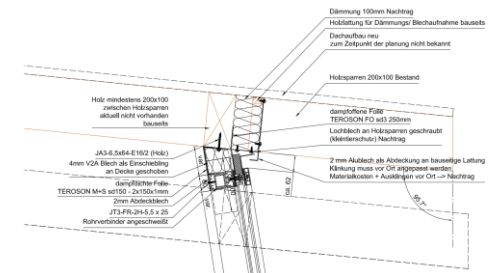 Dämmung 100mm Nachtrag
Holzlattung für Dämmungs/ Blechaufnahme bauseits
Dachaufbau neu
zum Zeitpunkt der planung nicht bekannt
Holzsparren 200x100 Bestand
Holz mindestens 200x100
zwischen Holzsparren
aktuell nicht vorhanden
bauseits
dampfoffene Folie
TEROSON FO sd3 250mm
Lochblech an Holzsparren geschraubt
(kleintierschutz) Nachtrag
JA3-6,5x64-E16/2 (Holz)
4mm V2A Blech als Einschiebling
an Decke geschoben
dampfdichte Folie
TEROSON M+S sd150 - 2x150x1mm
2mm Abdeckblech
JT3-FR-2H-5,5 x 25
Rohrverbinder angeschweißt
2 mm Alublech als Abdeckung an bauseitige Lattung
Klinkung muss vor Ort angepasst werden
Materialkosten + Ausklinken vor Ort --> Nachtrag
ca. 62
95,7°